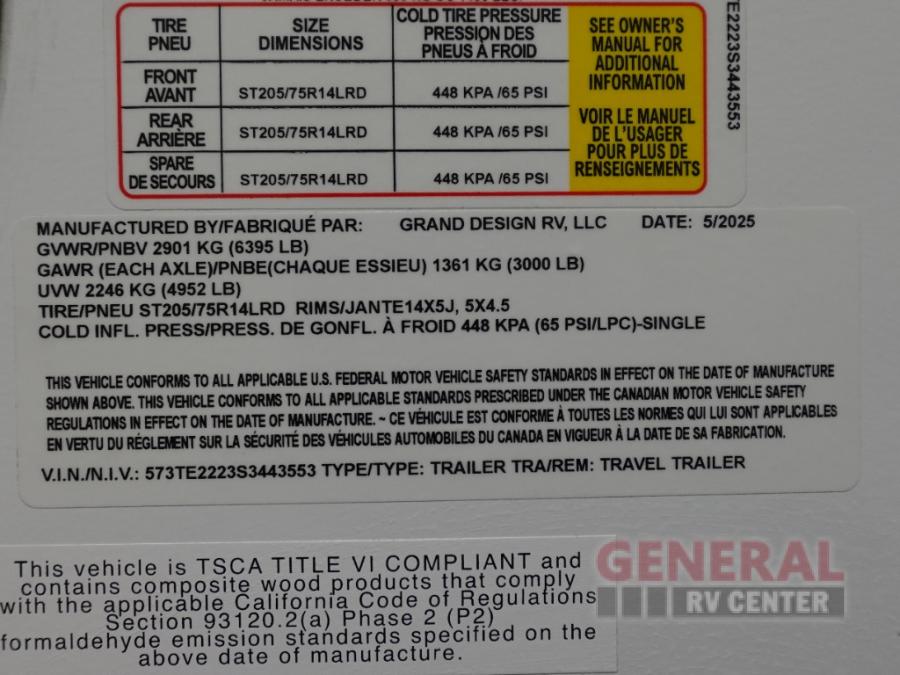 TIRE PNEU SIZE DIMENSIONS COLD TIRE PRESSURE PRESSION DES PNEUS À FROID
FRONT AVANT ST205/75R14LRD 448 KPA /65 PSI
REAR ARRIÈRE ST205/75R14LRD 448 KPA /65 PSI
SPARE DE SECOURS ST205/75R14LRD 448 KPA /65 PSI
SEE OWNER'S
MANUAL FOR
ADDITIONAL
INFORMATION
VOIR LE MANUEL
DE L'USAGER
POUR PLUS DE
RENSEIGNEMENTS
TE2223S3443553
MANUFACTURED BY/FABRIQUÉ PAR: GRAND DESIGN RV, LLC DATE: 5/2025
GVWR/PNBV 2901 KG (6395 LB)
GAWR (EACH AXLE)/PNBE(CHAQUE ESSIEU) 1361 KG (3000 LB)
UVW 2246 KG (4952 LB)
TIRE/PNEU ST205/75R14LRD RIMS/JANTE14X5J, 5X4.5
COLD INFL. PRESS/PRESS. DE GONFL. À FROID 448 KPA (65 PSI/LPC)-SINGLE
THIS VEHICLE CONFORMS TO ALL APPLICABLE U.S. FEDERAL MOTOR VEHICLE SAFETY STANDARDS IN EFFECT ON THE DATE OF MANUFACTURE
SHOWN ABOVE. THIS VEHICLE CONFORMS TO ALL APPLICABLE STANDARDS PRESCRIBED UNDER THE CANADIAN MOTOR VEHICLE SAFETY
REGULATIONS IN EFFECT ON THE DATE OF MANUFACTURE. ~ CE VÉHICULE EST CONFORME À TOUTES LES NORMES QUI LUI SONT APPLICABLES
EN VERTU DU RÉGLEMENT SUR LA SÉCURITÉ DES VÉHICULES AUTOMOBILES DU CANADA EN VIGUEUR À LA DATE DE SA FABRICATION.
V.I.N./N.I.V.: 573TE2223S3443553 TYPE/TYPE: TRAILER TRA/REM: TRAVEL TRAILER
This vehicle is TSCA TITLE VI COMPLIANT and
contains composite wood products that comply
with the applicable California Code of Regulations
Section 93120.2(a) Phase 2 (P2)
formaldehyde emission standards specified on the
above date of manufacture.
GENERAL
RV CENTER